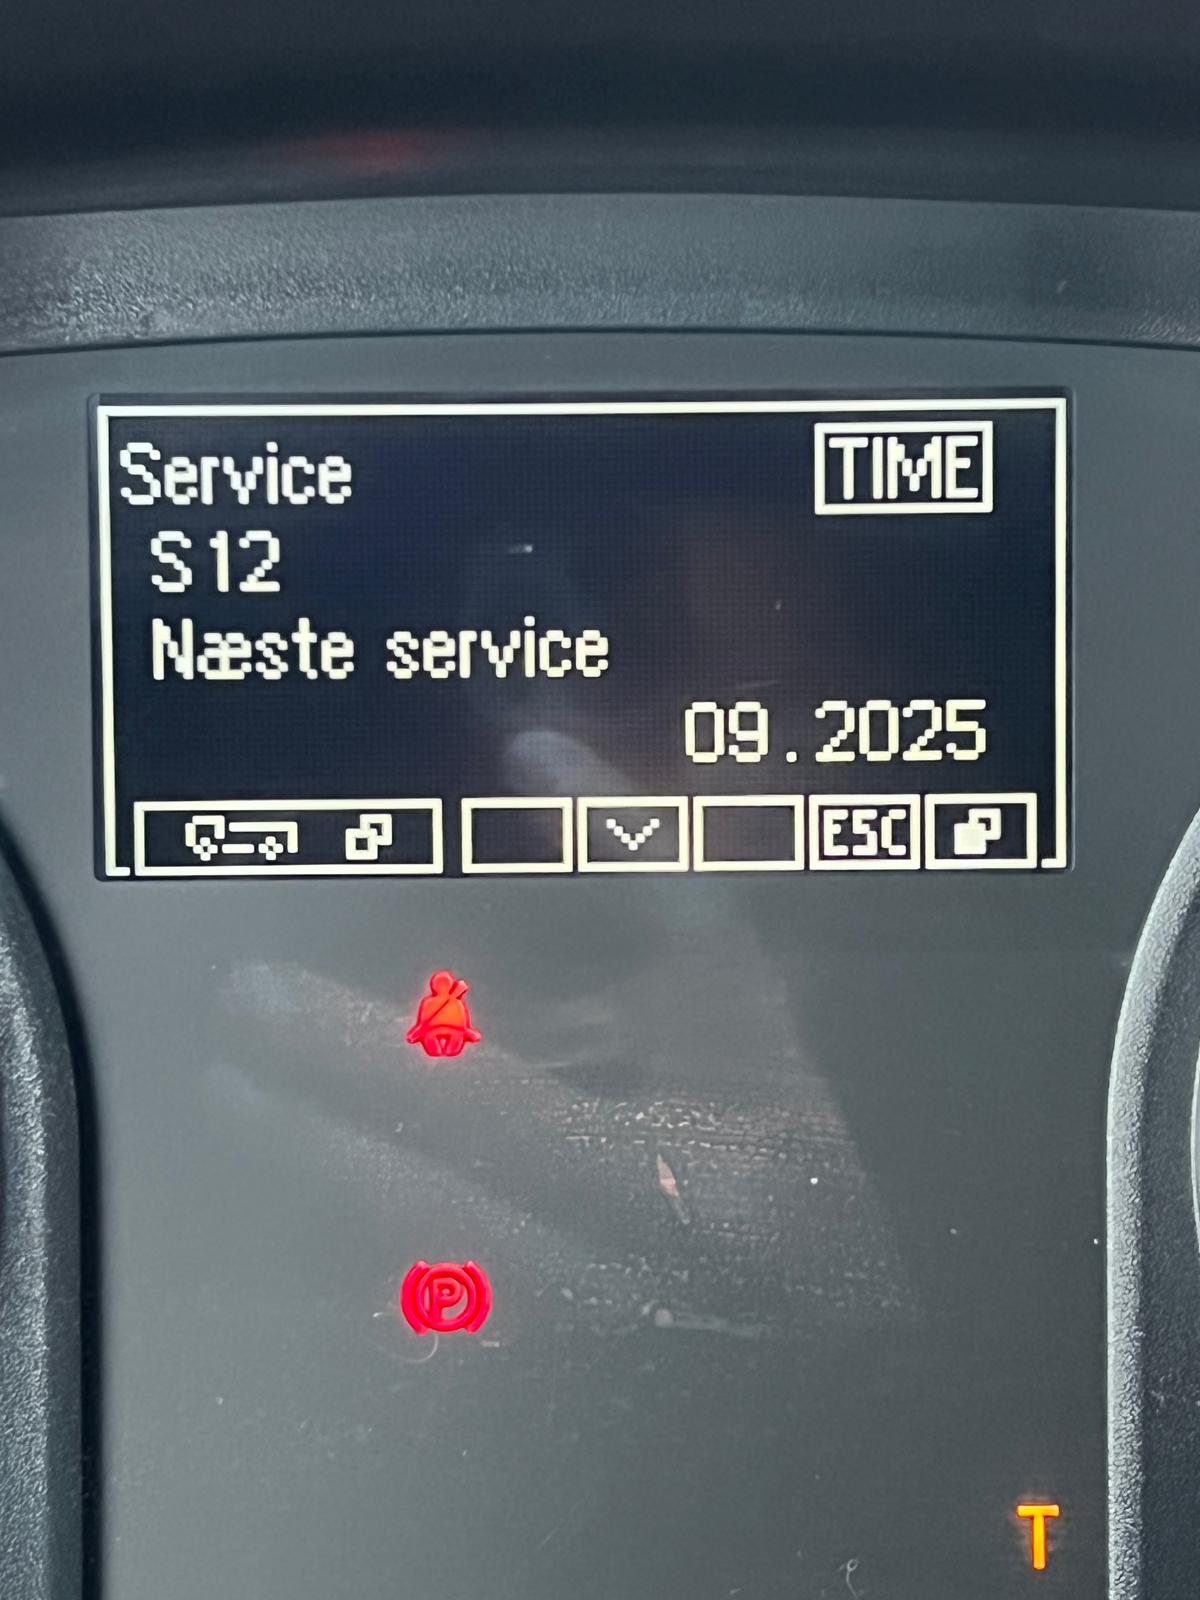 Service TIME
S12
Næste service
09.2025
ESC
P
T